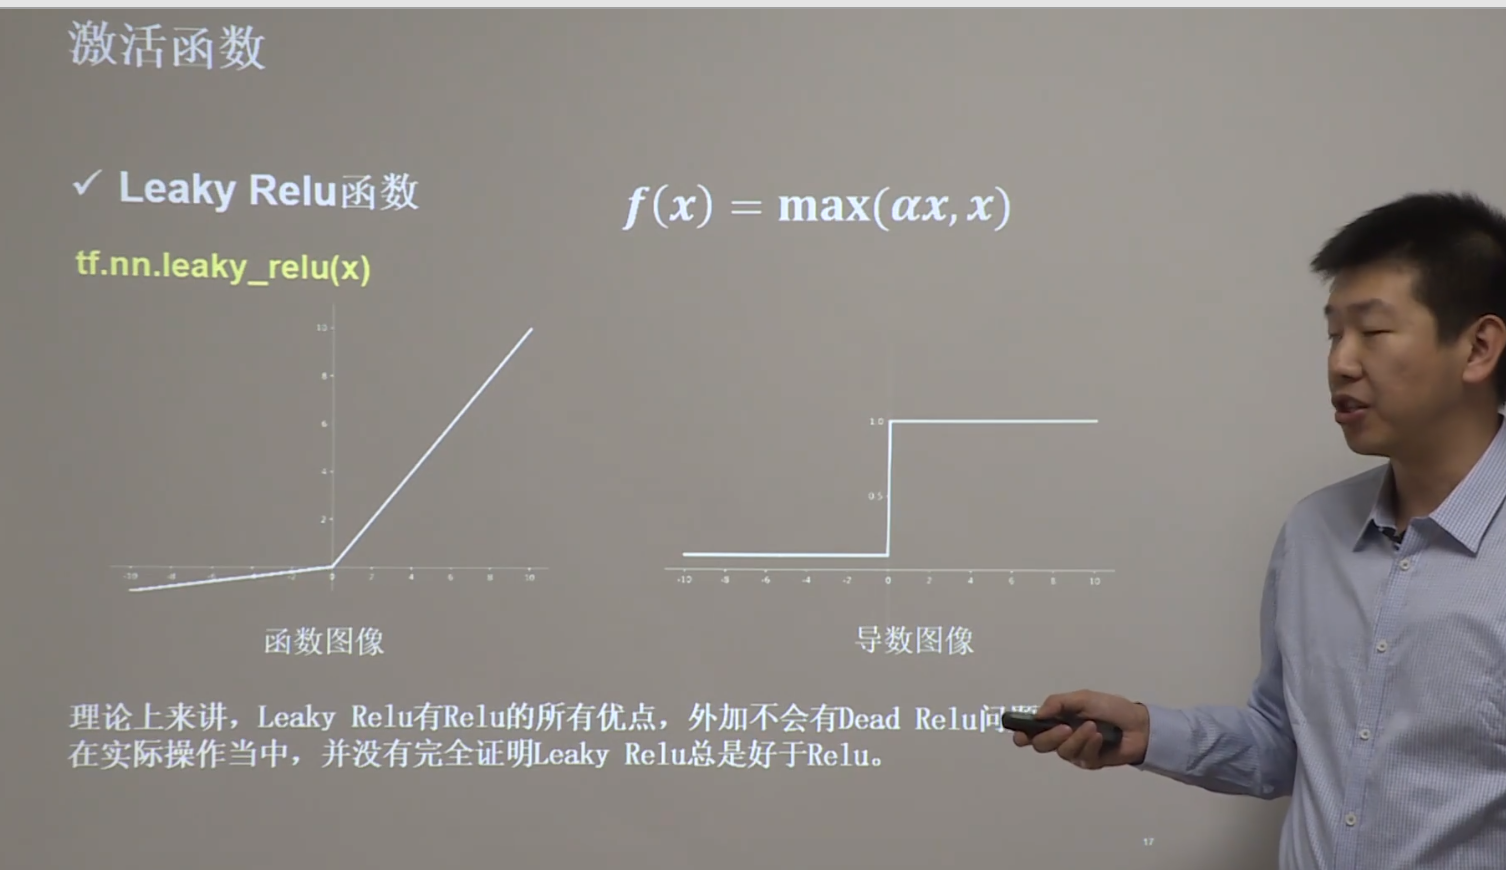 激活函数
✓ Leaky Relu函数
f(x) = max(αx, x)
tf.nn.leaky_relu(x)
10
8
6
4
2
-10 -8 -6 -4 -2 0 2 4 6 8 10
函数图像
1.0
0.5
-10 -8 -6 -4 -2 0 2 4 6 8 10
导数图像
理论上来讲，Leaky Relu有Relu的所有优点，外加不会有Dead Relu问
在实际操作当中，并没有完全证明Leaky Relu总是好于Relu。
17